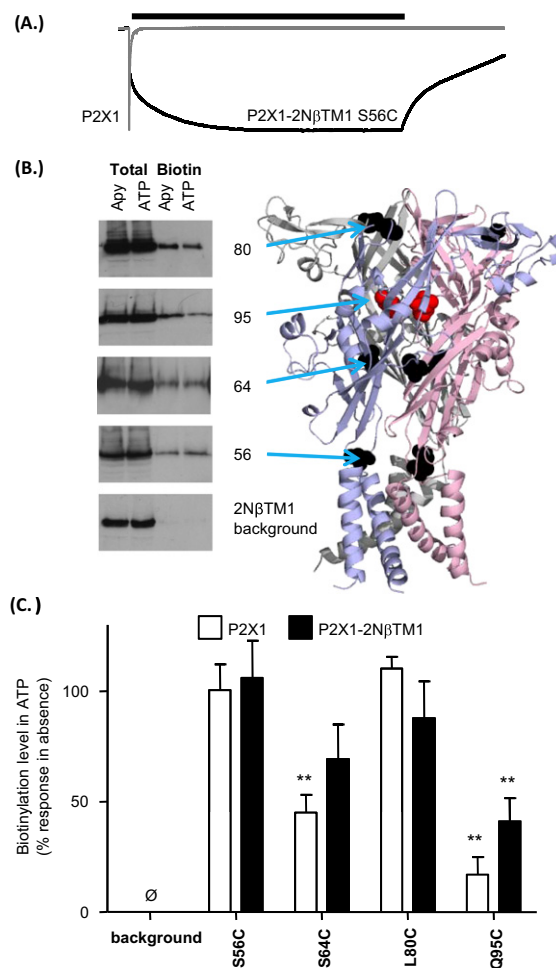 (A.)
P2X1
P2X1-2NβTM1 S56C
(B.)
Total Biotin
Apy ATP Apy ATP
80
95
64
56
2NβTM1
background
(C.)
P2X1 P2X1-2NβTM1
Biotinylation level in ATP
(% response in absence)
100
50
0
**
**
**
Ø
background S56C S64C L80C Q95C